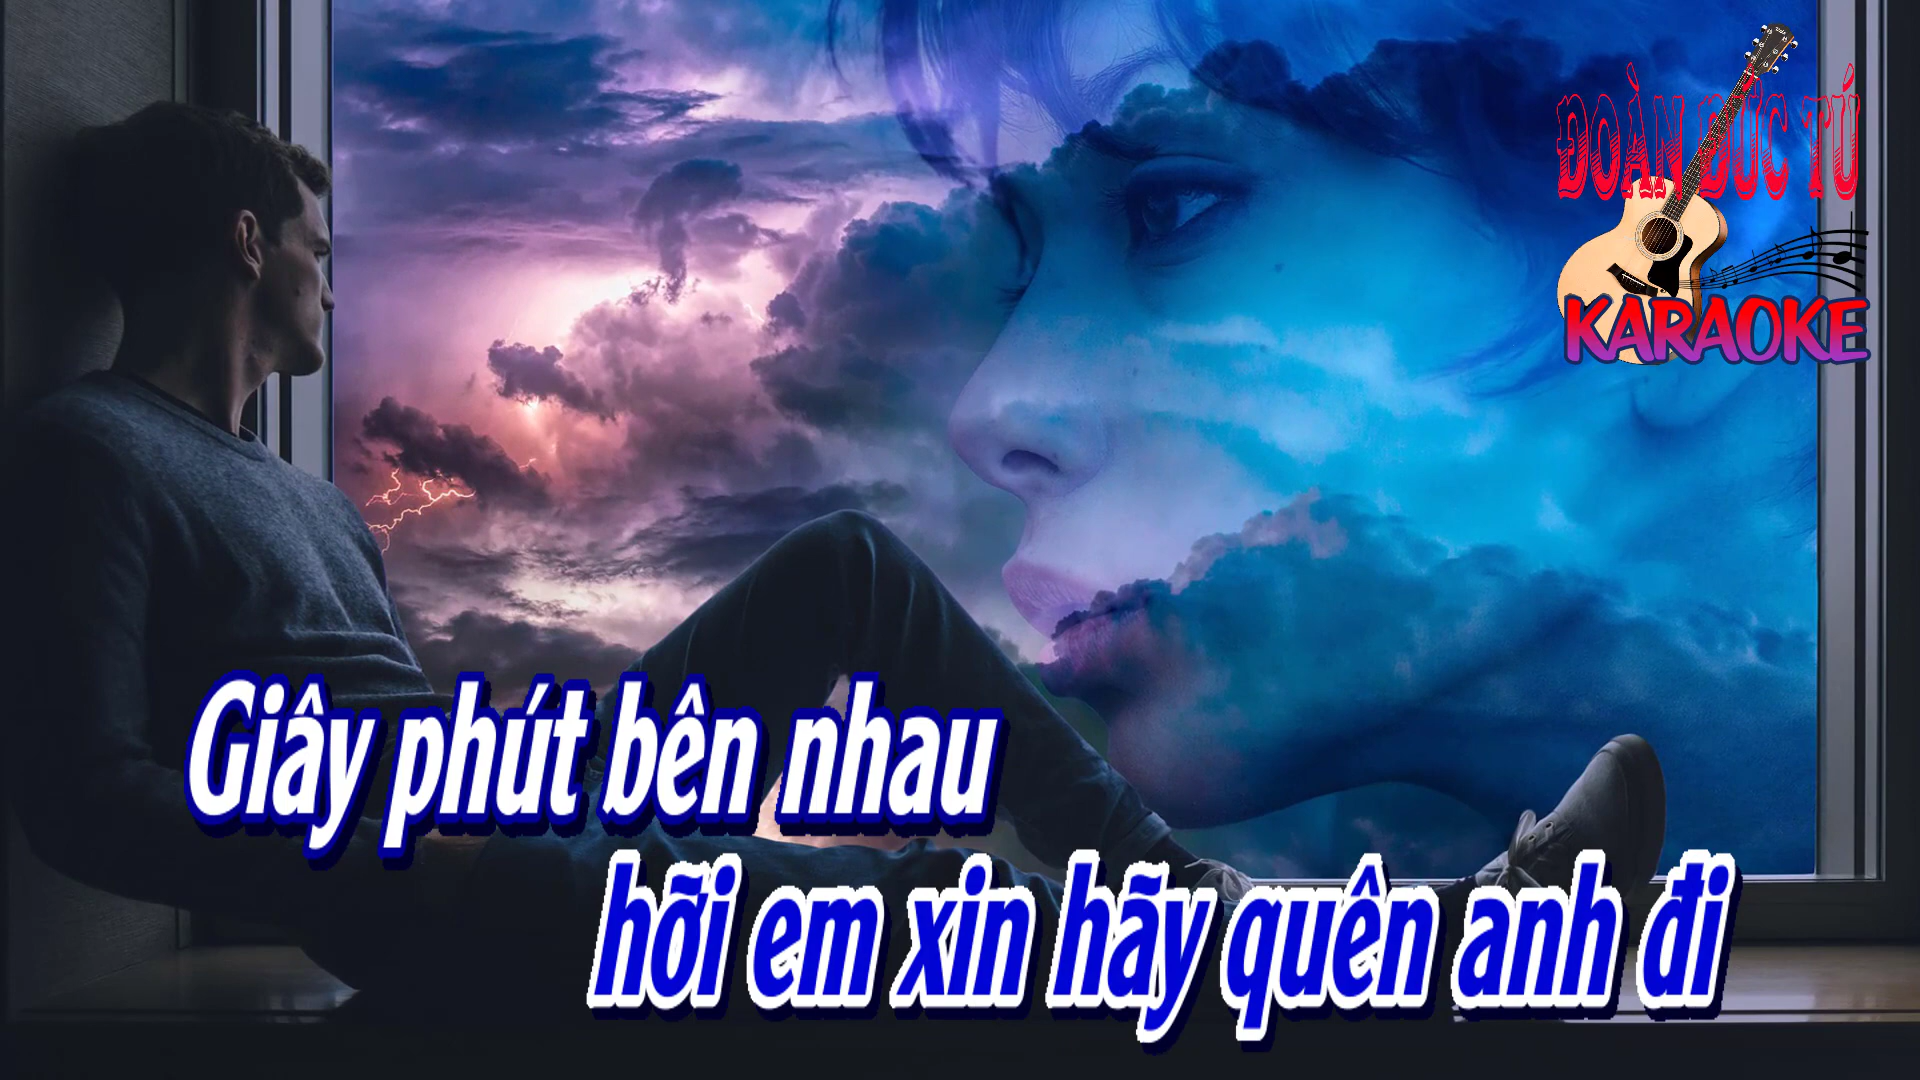 ĐOÀN ĐỨC TÚ
KARAOKE
Giây phút bên nhau
hỡi em xin hãy quên anh đi